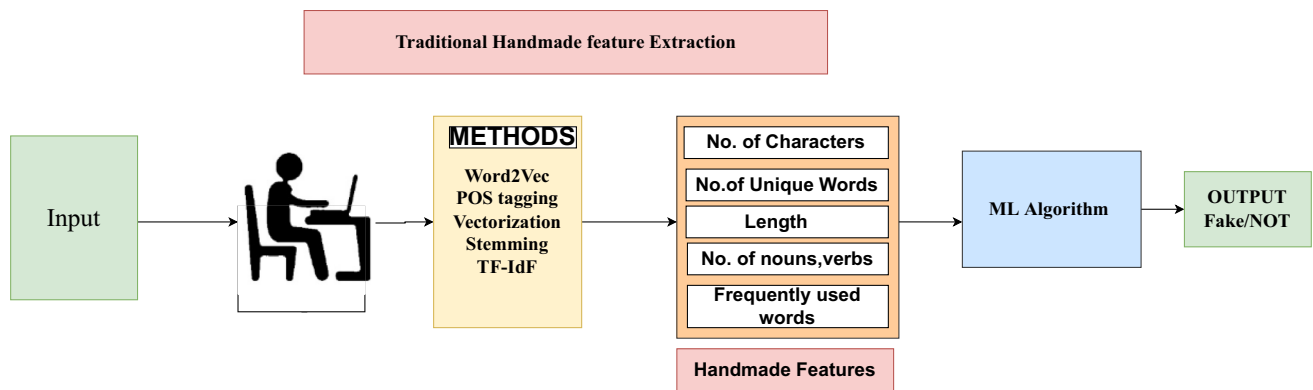 Traditional Handmade feature Extraction
Input
METHODS
Word2Vec
POS tagging
Vectorization
Stemming
TF-IdF
No. of Characters
No.of Unique Words
Length
No. of nouns,verbs
Frequently used
words
Handmade Features
ML Algorithm
OUTPUT
Fake/NOT